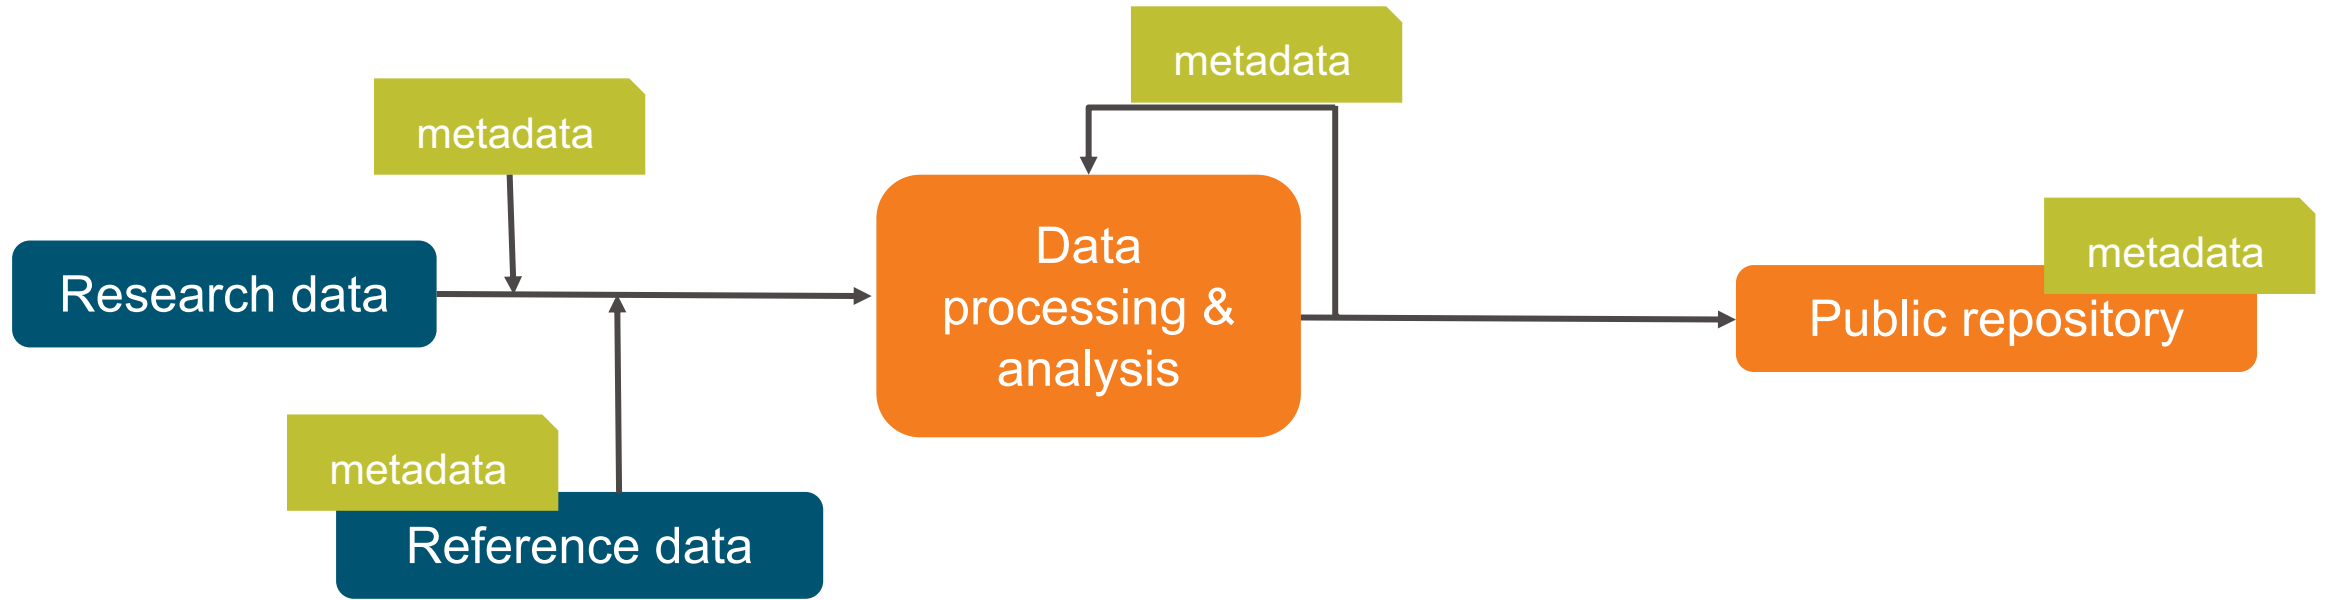 metadata
metadata
Research data
metadata
Reference data
Data
processing &
analysis
metadata
Public repository